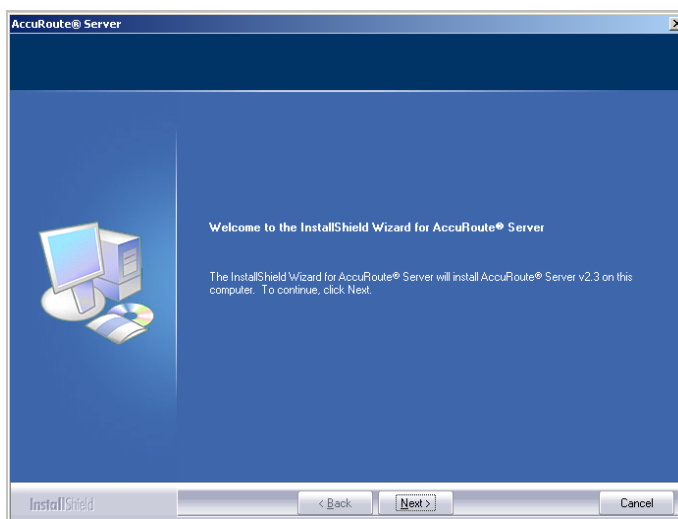 AccuRoute® Server
Welcome to the InstallShield Wizard for AccuRoute® Server
The InstallShield Wizard for AccuRoute® Server will install AccuRoute® Server v2.3 on this
computer. To continue, click Next.
InstallShield
< Back
Next >
Cancel